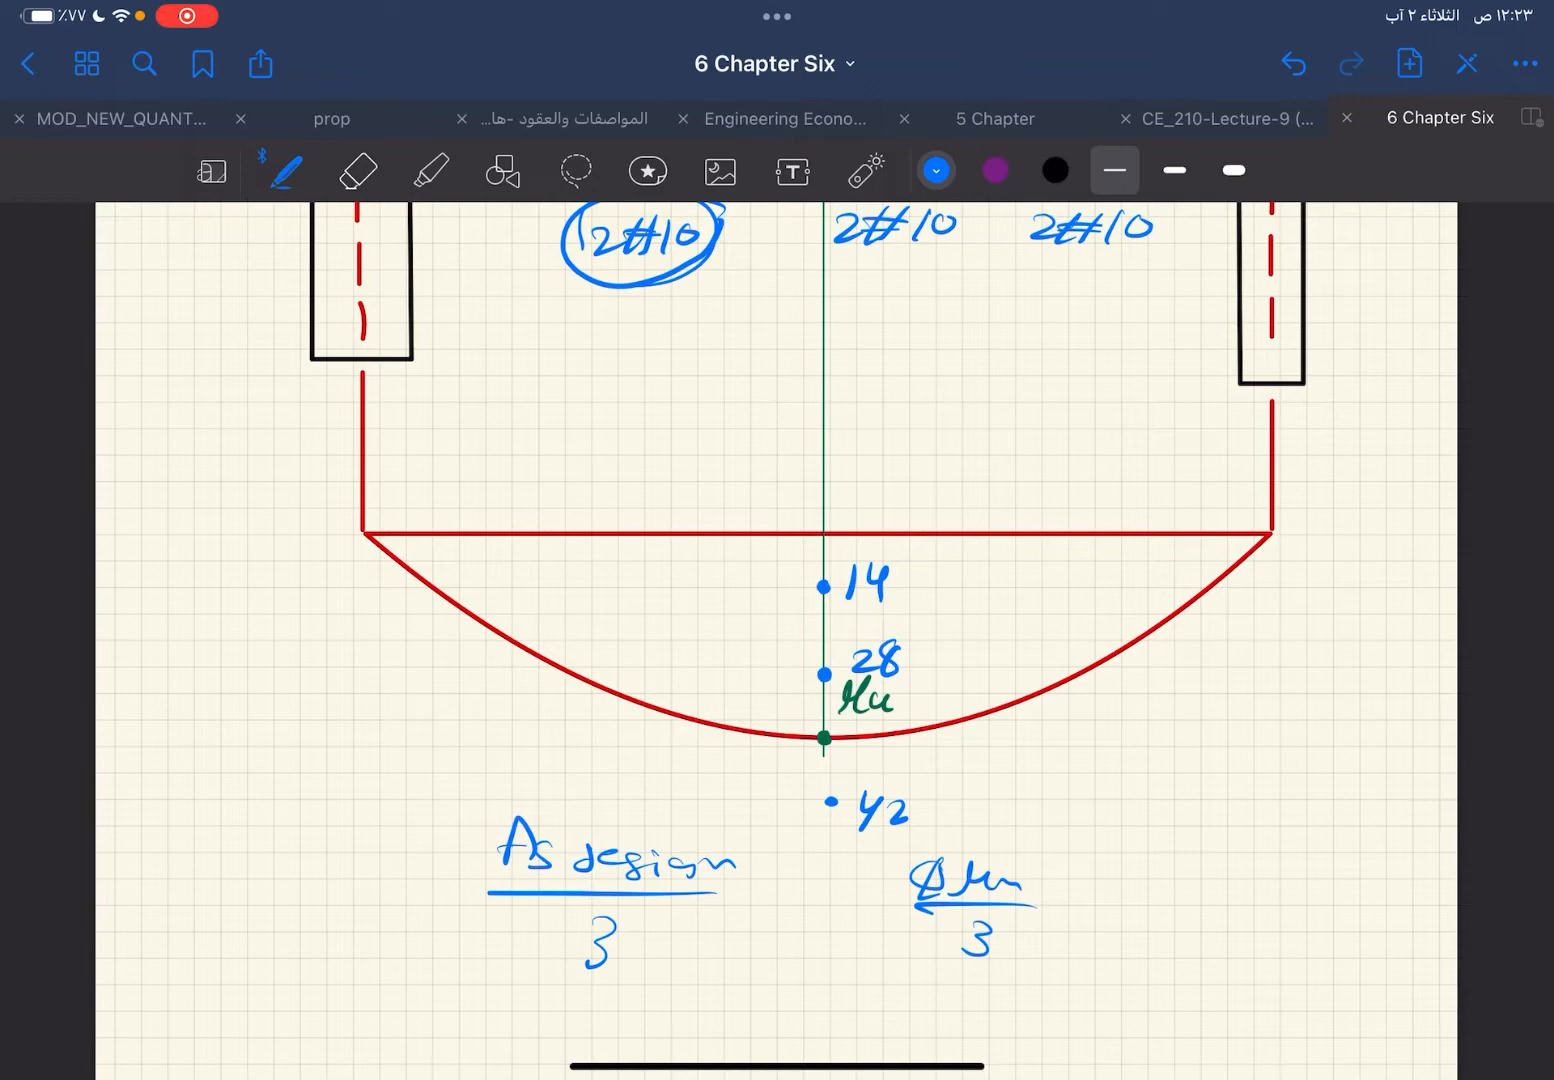 ٪٧٧
١٢:٢٣ ص الثلاثاء ٢ آب
6 Chapter Six
MOD_NEW_QUANT...
prop
المواصفات والعقود -ها...
Engineering Econo...
5 Chapter
CE_210-Lecture-9 (...
6 Chapter Six
2#10 2#10 2#10
14
28
Mu
42
As design
3
ØMn
3